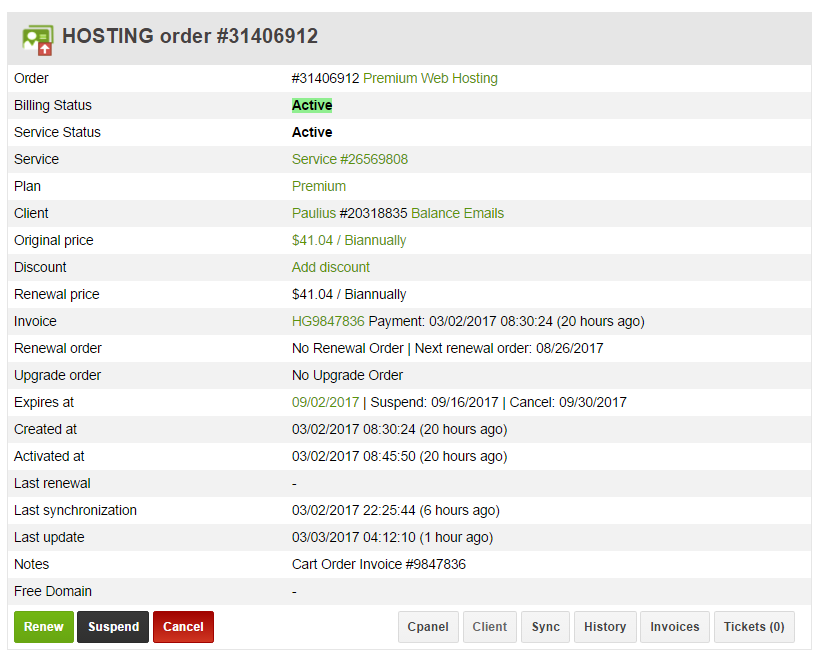 HOSTING order #31406912
Order #31406912 Premium Web Hosting
Billing Status Active
Service Status Active
Service Service #26569808
Plan Premium
Client Paulius #20318835 Balance Emails
Original price $41.04 / Biannually
Discount Add discount
Renewal price $41.04 / Biannually
Invoice HG9847836 Payment: 03/02/2017 08:30:24 (20 hours ago)
Renewal order No Renewal Order | Next renewal order: 08/26/2017
Upgrade order No Upgrade Order
Expires at 09/02/2017 | Suspend: 09/16/2017 | Cancel: 09/30/2017
Created at 03/02/2017 08:30:24 (20 hours ago)
Activated at 03/02/2017 08:45:50 (20 hours ago)
Last renewal -
Last synchronization 03/02/2017 22:25:44 (6 hours ago)
Last update 03/03/2017 04:12:10 (1 hour ago)
Notes Cart Order Invoice #9847836
Free Domain -
Renew Suspend Cancel Cpanel Client Sync History Invoices Tickets (0)